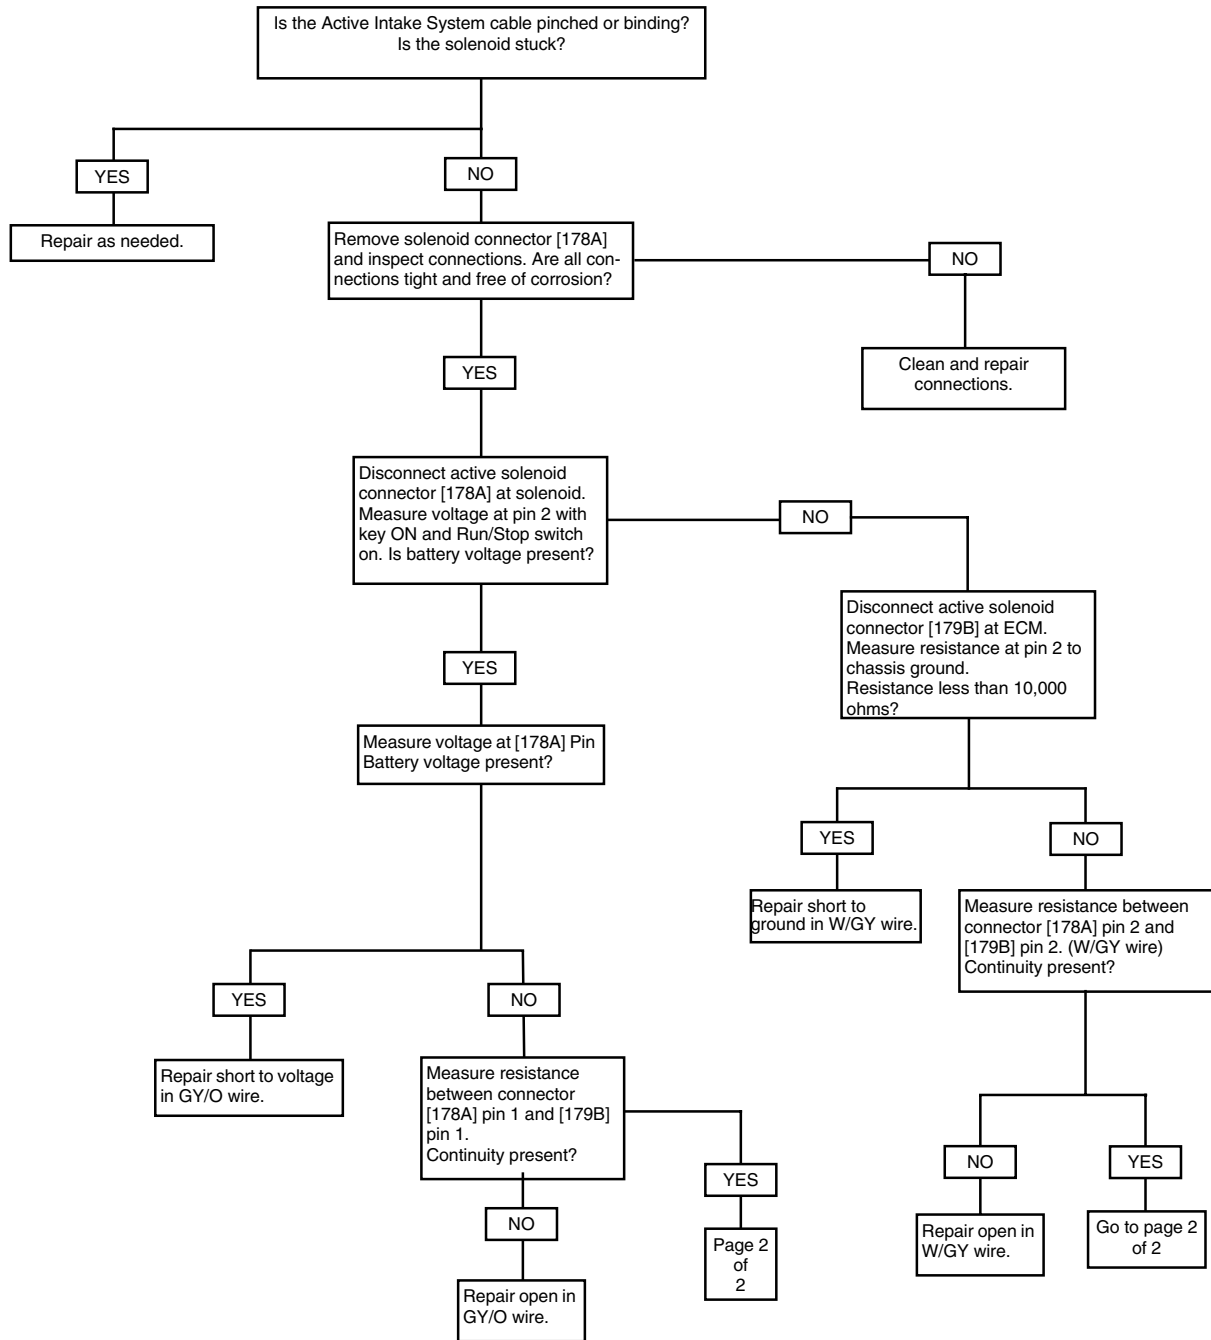 Is the Active Intake System cable pinched or binding?
Is the solenoid stuck?
YES
NO
Repair as needed.
Remove solenoid connector [178A]
and inspect connections. Are all con-
nections tight and free of corrosion?
NO
YES
Clean and repair
connections.
Disconnect active solenoid
connector [178A] at solenoid.
Measure voltage at pin 2 with
key ON and Run/Stop switch
on. Is battery voltage present?
NO
YES
Disconnect active solenoid
connector [179B] at ECM.
Measure resistance at pin 2 to
chassis ground.
Resistance less than 10,000
ohms?
Measure voltage at [178A] Pin
Battery voltage present?
YES
NO
Repair short to
ground in W/GY wire.
Measure resistance between
connector [178A] pin 2 and
[179B] pin 2. (W/GY wire)
Continuity present?
YES
NO
Repair short to voltage
in GY/O wire.
Measure resistance
between connector
[178A] pin 1 and [179B]
pin 1.
Continuity present?
NO
YES
YES
NO
Repair open in
W/GY wire.
Go to page 2
of 2
Page 2
of
2
Repair open in
GY/O wire.